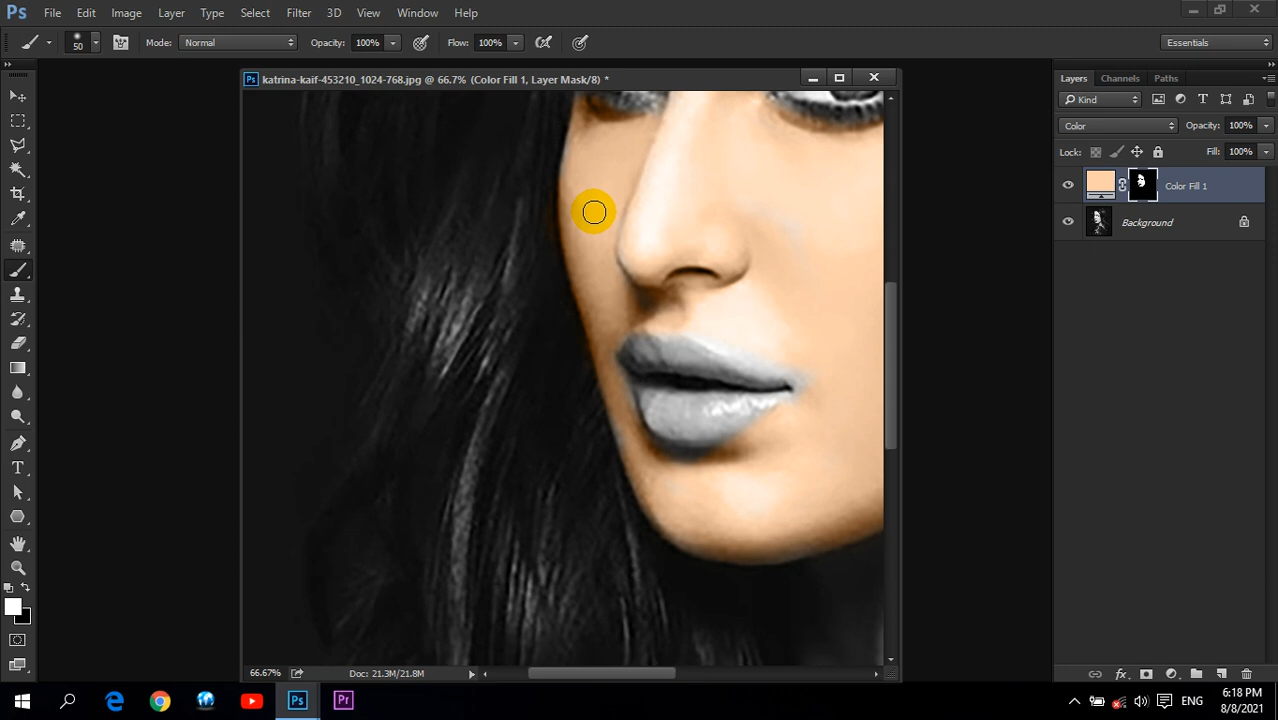 Ps File Edit Image Layer Type Select Filter 3D View Window Help
50 Mode: Normal Opacity: 100% Flow: 100% Essentials
Ps katrina-kaif-453210_1024-768.jpg @ 66.7% (Color Fill 1, Layer Mask/8) *
Layers Channels Paths
Kind
Color Opacity: 100%
Lock: Fill: 100%
Color Fill 1
Background
66.67% Doc: 21.3M/21.8M
Ps Pr ENG
6:18 PM
8/8/2021